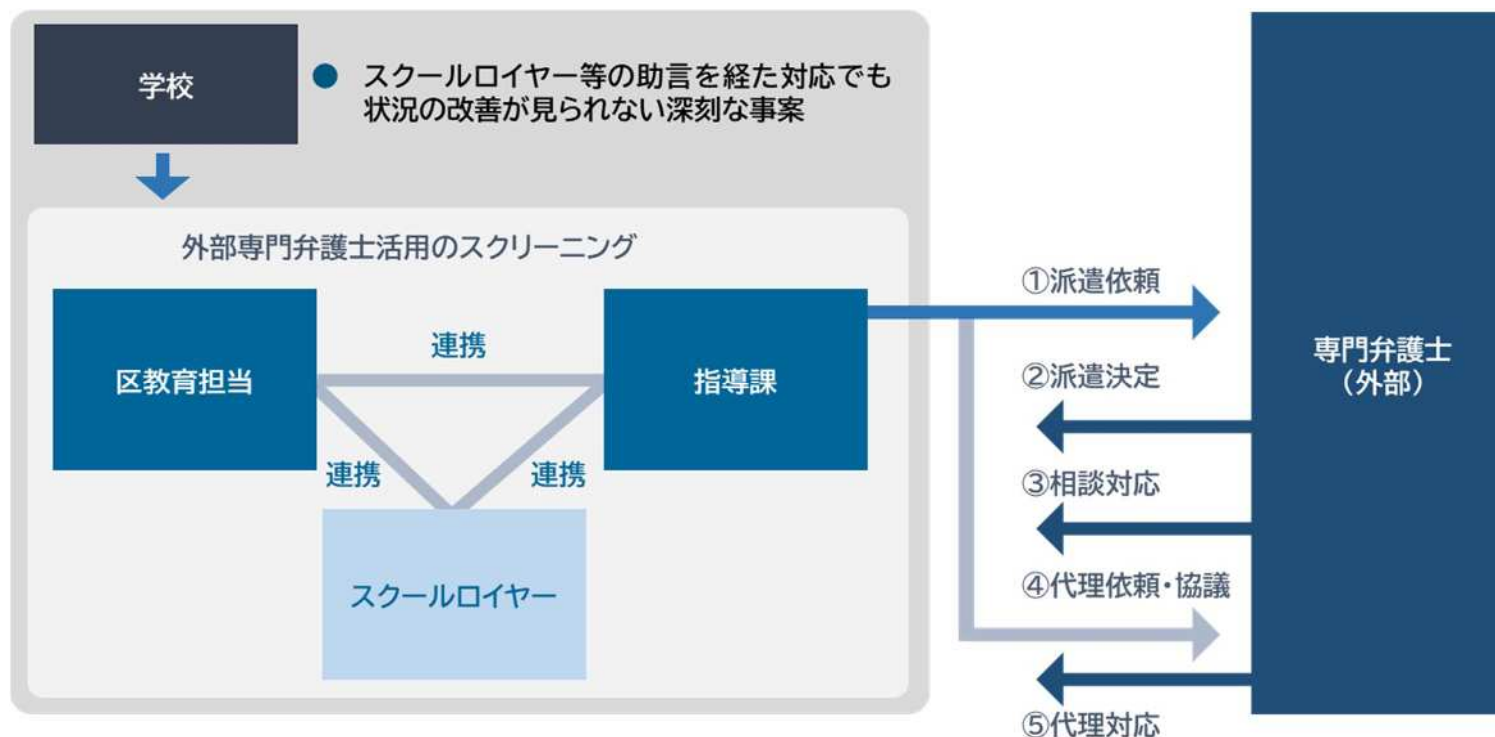 学校
● スクールロイヤー等の助言を経た対応でも
状況の改善が見られない深刻な事案
外部専門弁護士活用のスクリーニング
区教育担当
連携
指導課
連携
連携
スクールロイヤー
①派遣依頼
②派遣決定
③相談対応
④代理依頼・協議
⑤代理対応
専門弁護士
（外部）